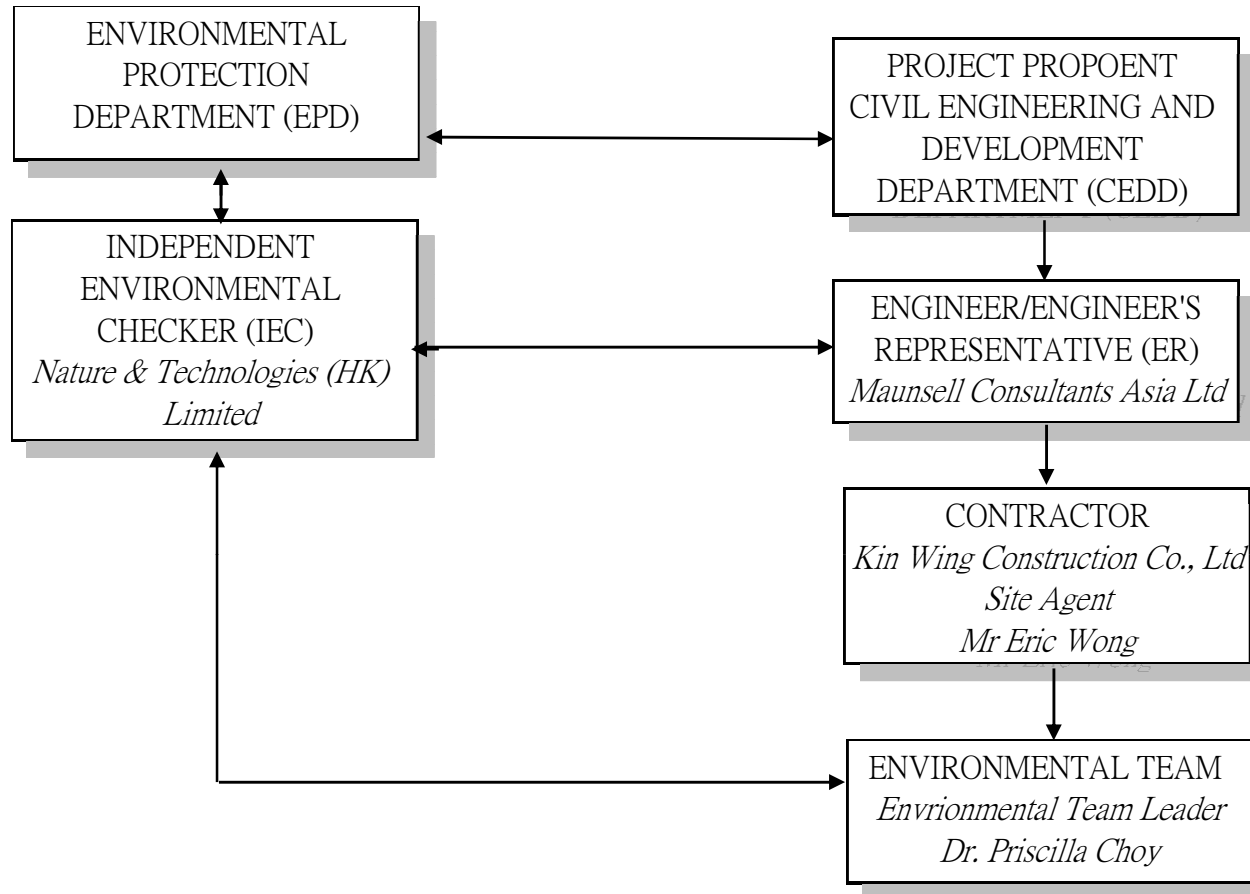 ENVIRONMENTAL
PROTECTION
DEPARTMENT (EPD)
PROJECT PROPOENT
CIVIL ENGINEERING AND
DEVELOPMENT
DEPARTMENT (CEDD)
INDEPENDENT
ENVIRONMENTAL
CHECKER (IEC)
Nature & Technologies (HK)
Limited
ENGINEER/ENGINEER'S
REPRESENTATIVE (ER)
Maunsell Consultants Asia Ltd
CONTRACTOR
Kin Wing Construction Co., Ltd
Site Agent
Mr Eric Wong
ENVIRONMENTAL TEAM
Envrionmental Team Leader
Dr. Priscilla Choy